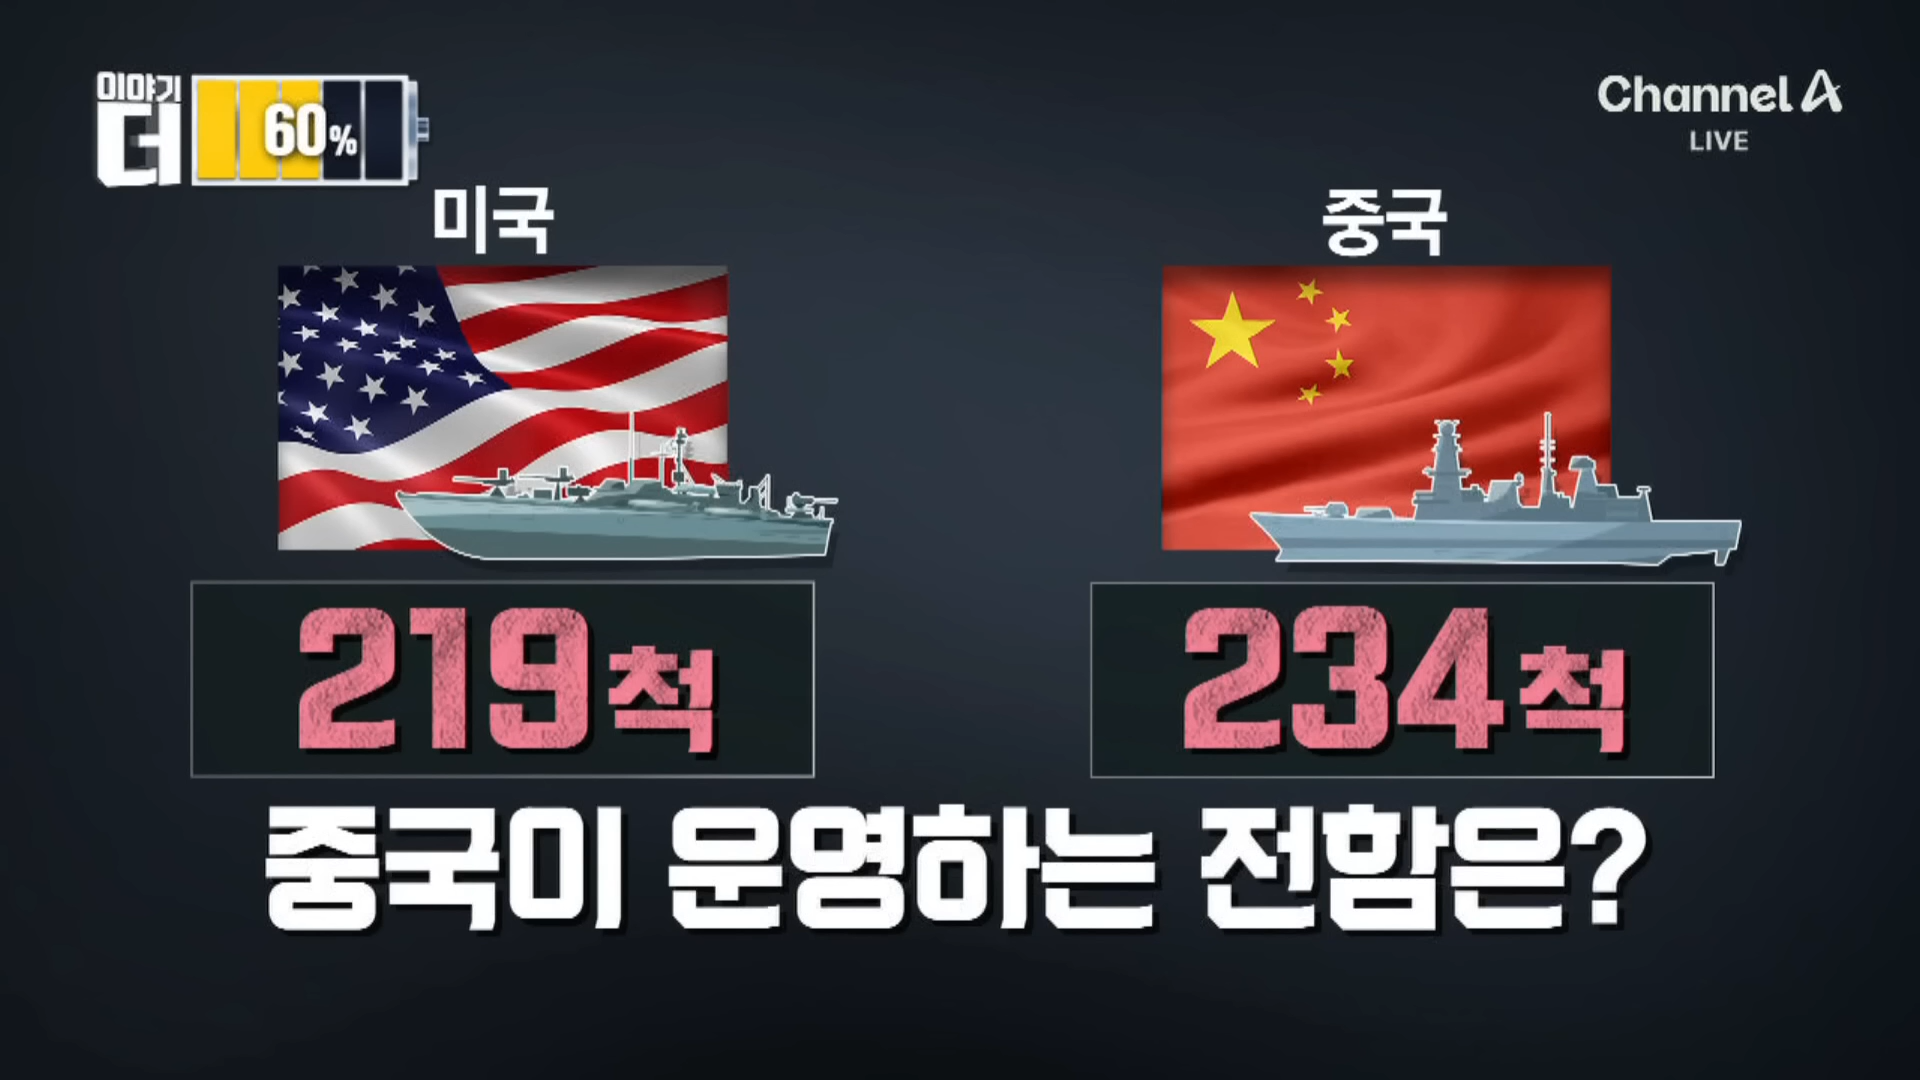 이야기
더
60%
Channel A
LIVE
미국
중국
219척
234척
중국이 운영하는 전함은?